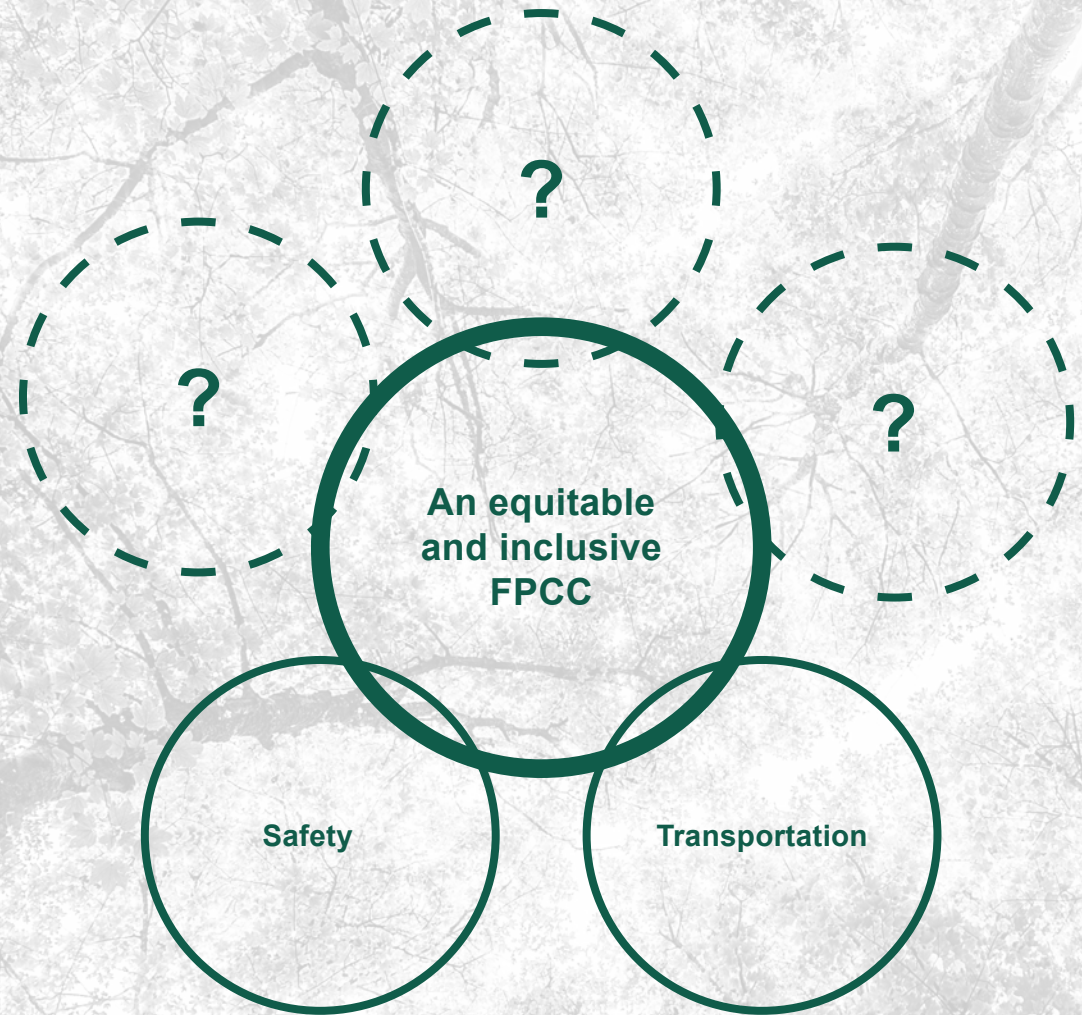 ?
?
?
An equitable
and inclusive
FPCC
Safety
Transportation